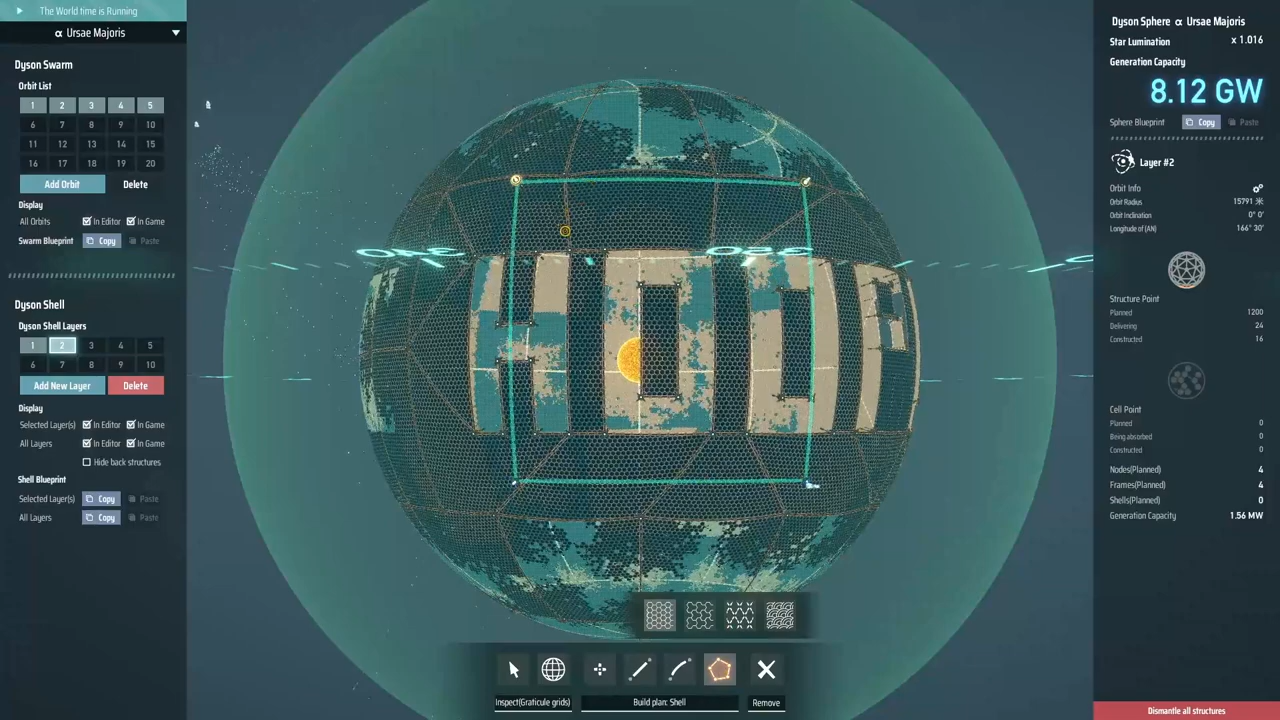 The World time is Running
α Ursae Majoris
Dyson Swarm
Orbit List
1 2 3 4 5
6 7 8 9 10
11 12 13 14 15
16 17 18 19 20
Add Orbit Delete
Display
All Orbits In Editor In Game
Swarm Blueprint Copy Paste
Dyson Shell
Dyson Shell Layers
1 2 3 4 5
6 7 8 9 10
Add New Layer Delete
Display
Selected Layer(s) In Editor In Game
All Layers In Editor In Game
Hide back structures
Shell Blueprint
Selected Layer(s) Copy Paste
All Layers Copy Paste
340 350
Inspect(Graticule grids) Build plan: Shell Remove
Dyson Sphere α Ursae Majoris
Star Lumination x 1.016
Generation Capacity
8.12 GW
Sphere Blueprint Copy Paste
Layer #2
Orbit Info
Orbit Radius 15791 米
Orbit Inclination 0° 0'
Longitude of (AN) 166° 30'
Structure Point
Planned 1200
Delivering 24
Constructed 16
Cell Point
Planned 0
Being absorbed 0
Constructed 0
Nodes(Planned) 4
Frames(Planned) 4
Shells(Planned) 0
Generation Capacity 1.56 MW
Dismantle all structures